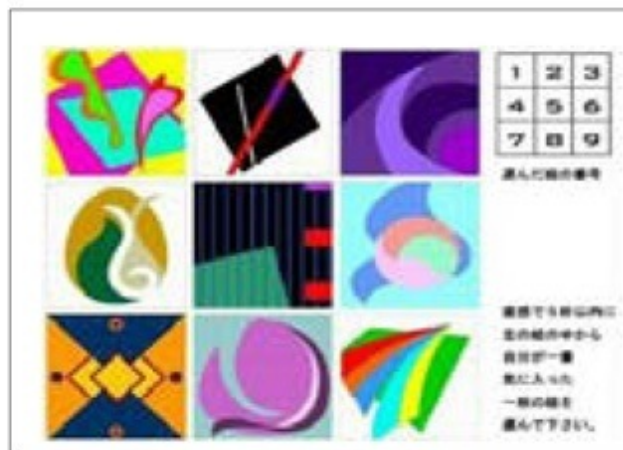 1 2 3
4 5 6
7 8 9
選んだ絵の番号
直感で5秒以内に
左の絵の中から
自分が一番
気に入った
一枚の絵を
選んで下さい。